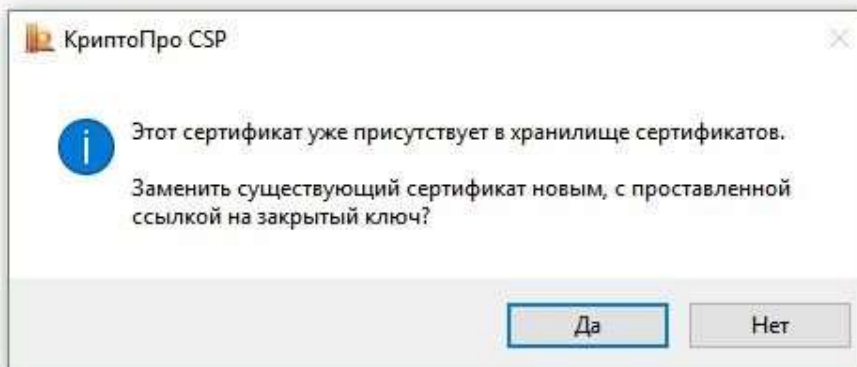 КриптоПро CSP
Этот сертификат уже присутствует в хранилище сертификатов.
Заменить существующий сертификат новым, с проставленной
ссылкой на закрытый ключ?
Да
Нет